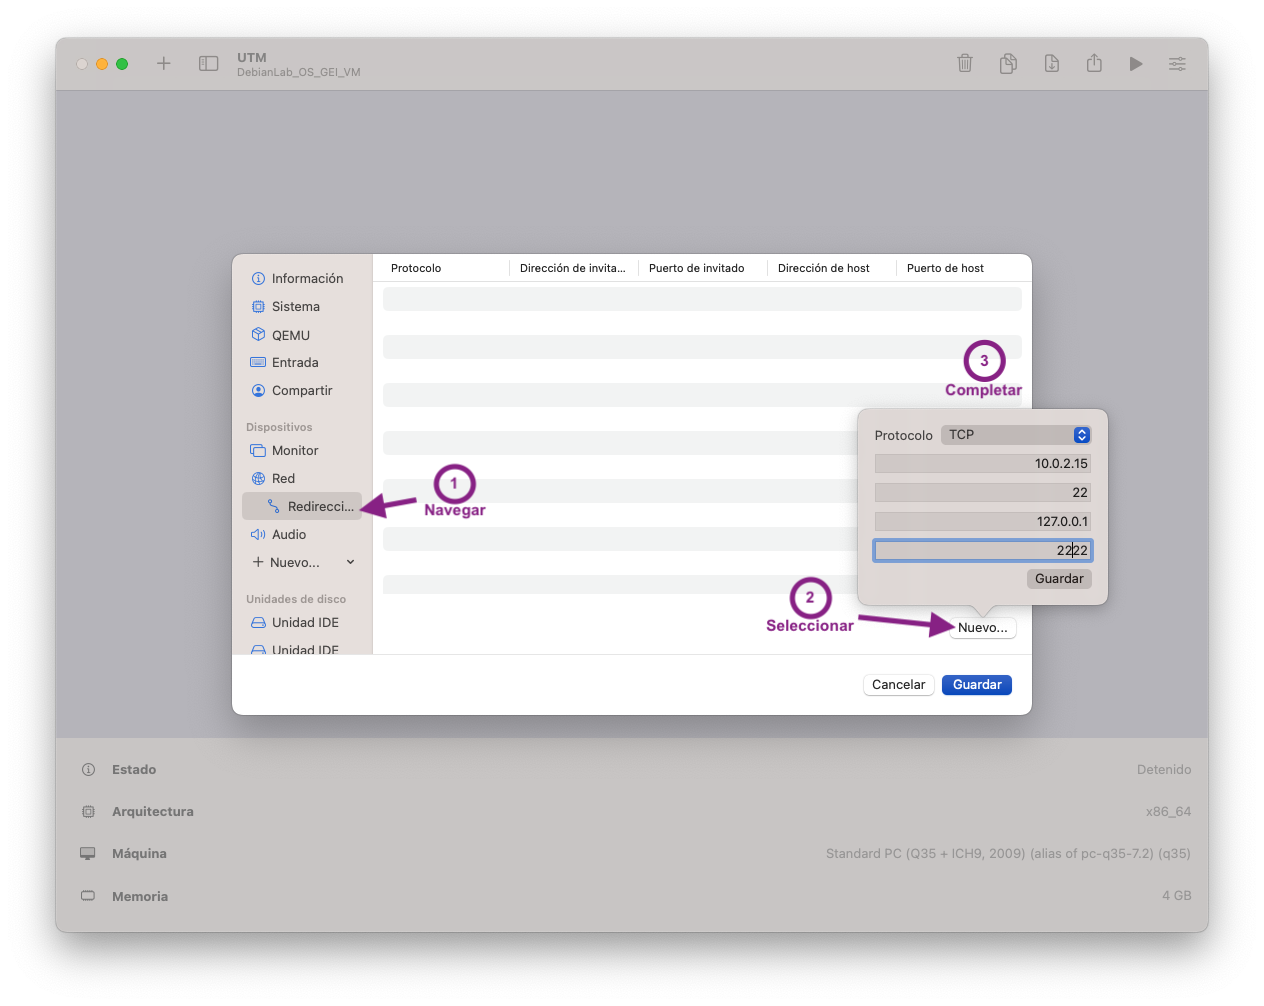 UTM
DebianLab_OS_GEI_VM
Información
Sistema
QEMU
Entrada
Compartir
Dispositivos
Monitor
Red
Redirecci...
Audio
Nuevo...
Unidades de disco
Unidad IDE
Unidad IDE
Protocolo Dirección de invita... Puerto de invitado Dirección de host Puerto de host
1
Navegar
2
Seleccionar
3
Completar
Protocolo TCP
10.0.2.15
22
127.0.0.1
2222
Guardar
Nuevo...
Cancelar Guardar
Estado Detenido
Arquitectura x86_64
Máquina Standard PC (Q35 + ICH9, 2009) (alias of pc-q35-7.2) (q35)
Memoria 4 GB